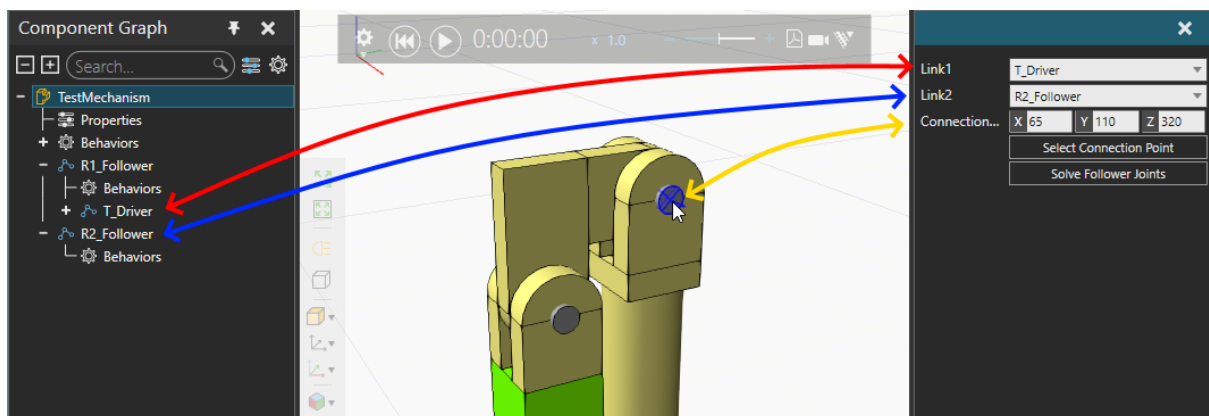 Component Graph
Search...
TestMechanism
Properties
Behaviors
R1_Follower
Behaviors
T_Driver
R2_Follower
Behaviors
0:00:00
x 1.0
Link1 T_Driver
Link2 R2_Follower
Connection... X 65 Y 110 Z 320
Select Connection Point
Solve Follower Joints